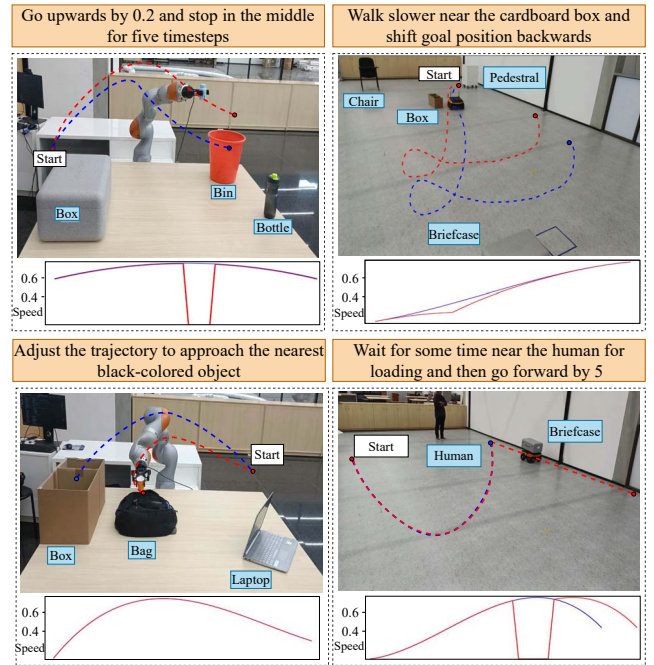 Go upwards by 0.2 and stop in the middle
for five timesteps
Start
Box
Bin
Bottle
0.6
0.4
Speed
Walk slower near the cardboard box and
shift goal position backwards
Start
Pedestral
Chair
Box
Briefcase
0.6
0.4
Speed
Adjust the trajectory to approach the nearest
black-colored object
Start
Box
Bag
Laptop
0.6
0.4
Speed
Wait for some time near the human for
loading and then go forward by 5
Start
Human
Briefcase
0.6
0.4
Speed